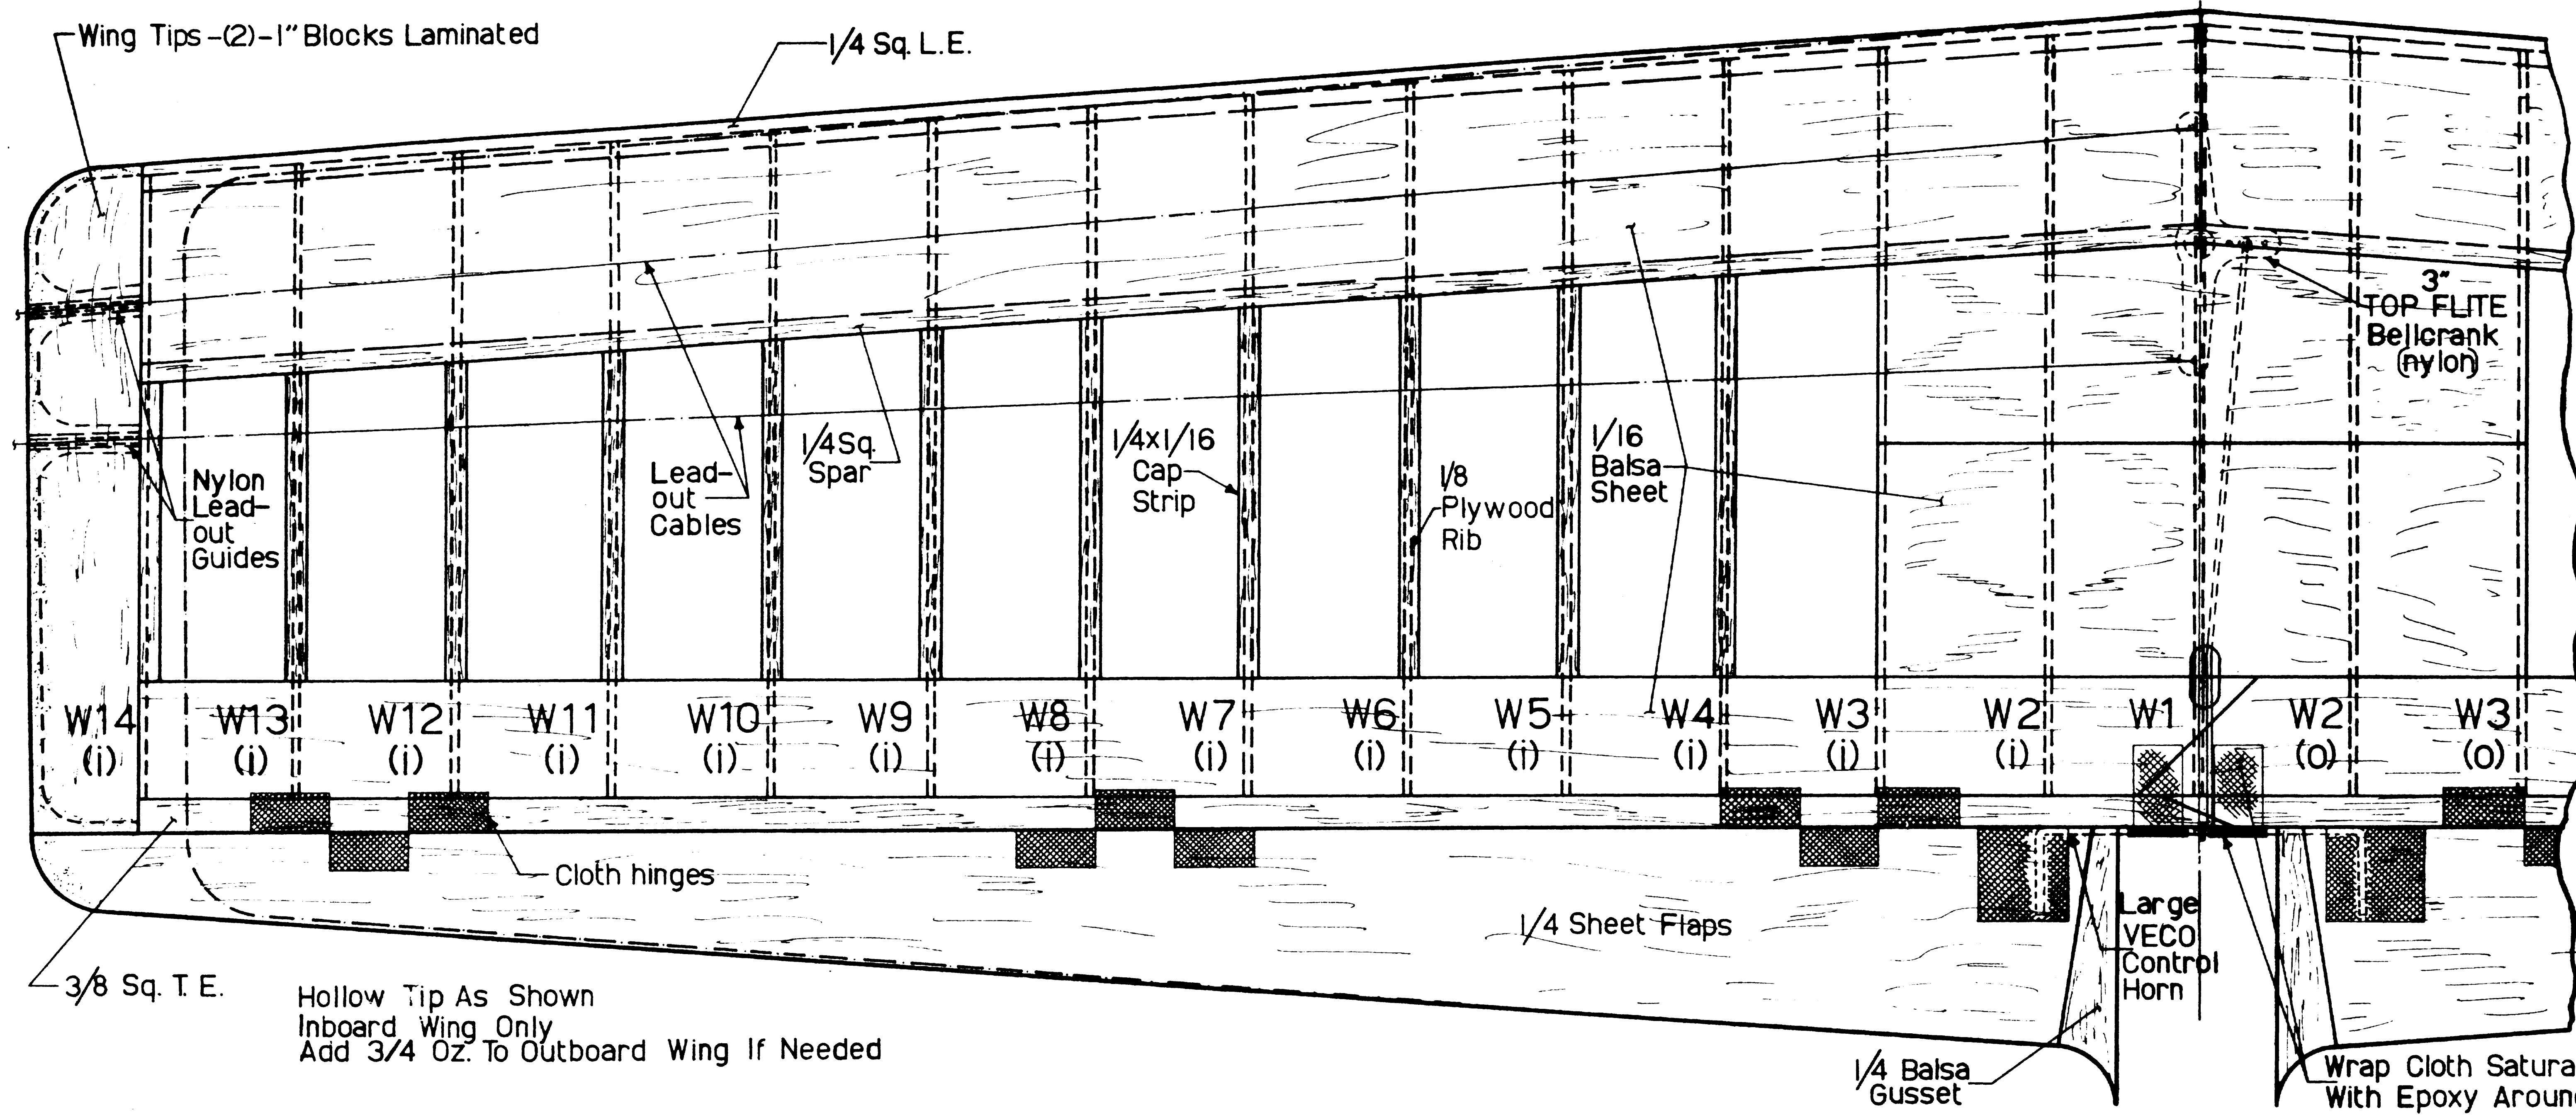 Wing Tips-(2)-1" Blocks Laminated
1/4 Sq. L.E.
3"
TOP FLITE
Bellcrank
(nylon)
Nylon
Lead-
out
Guides
Lead-
out
Cables
1/4 Sq.
Spar
1/4x1/16
Cap
Strip
1/8
Plywood
Rib
1/16
Balsa
Sheet
W14 W13 W12 W11 W10 W9 W8 W7 W6 W5 W4 W3 W2 W1 W2 W3
(i) (i) (i) (i) (i) (i) (i) (i) (i) (i) (i) (i) (i) (o) (o)
Cloth hinges
1/4 Sheet Flaps
Large
VECO
Control
Horn
3/8 Sq. T.E.
Hollow Tip As Shown
Inboard Wing Only
Add 3/4 Oz. To Outboard Wing If Needed
1/4 Balsa
Gusset
Wrap Cloth Satura
With Epoxy Aroun